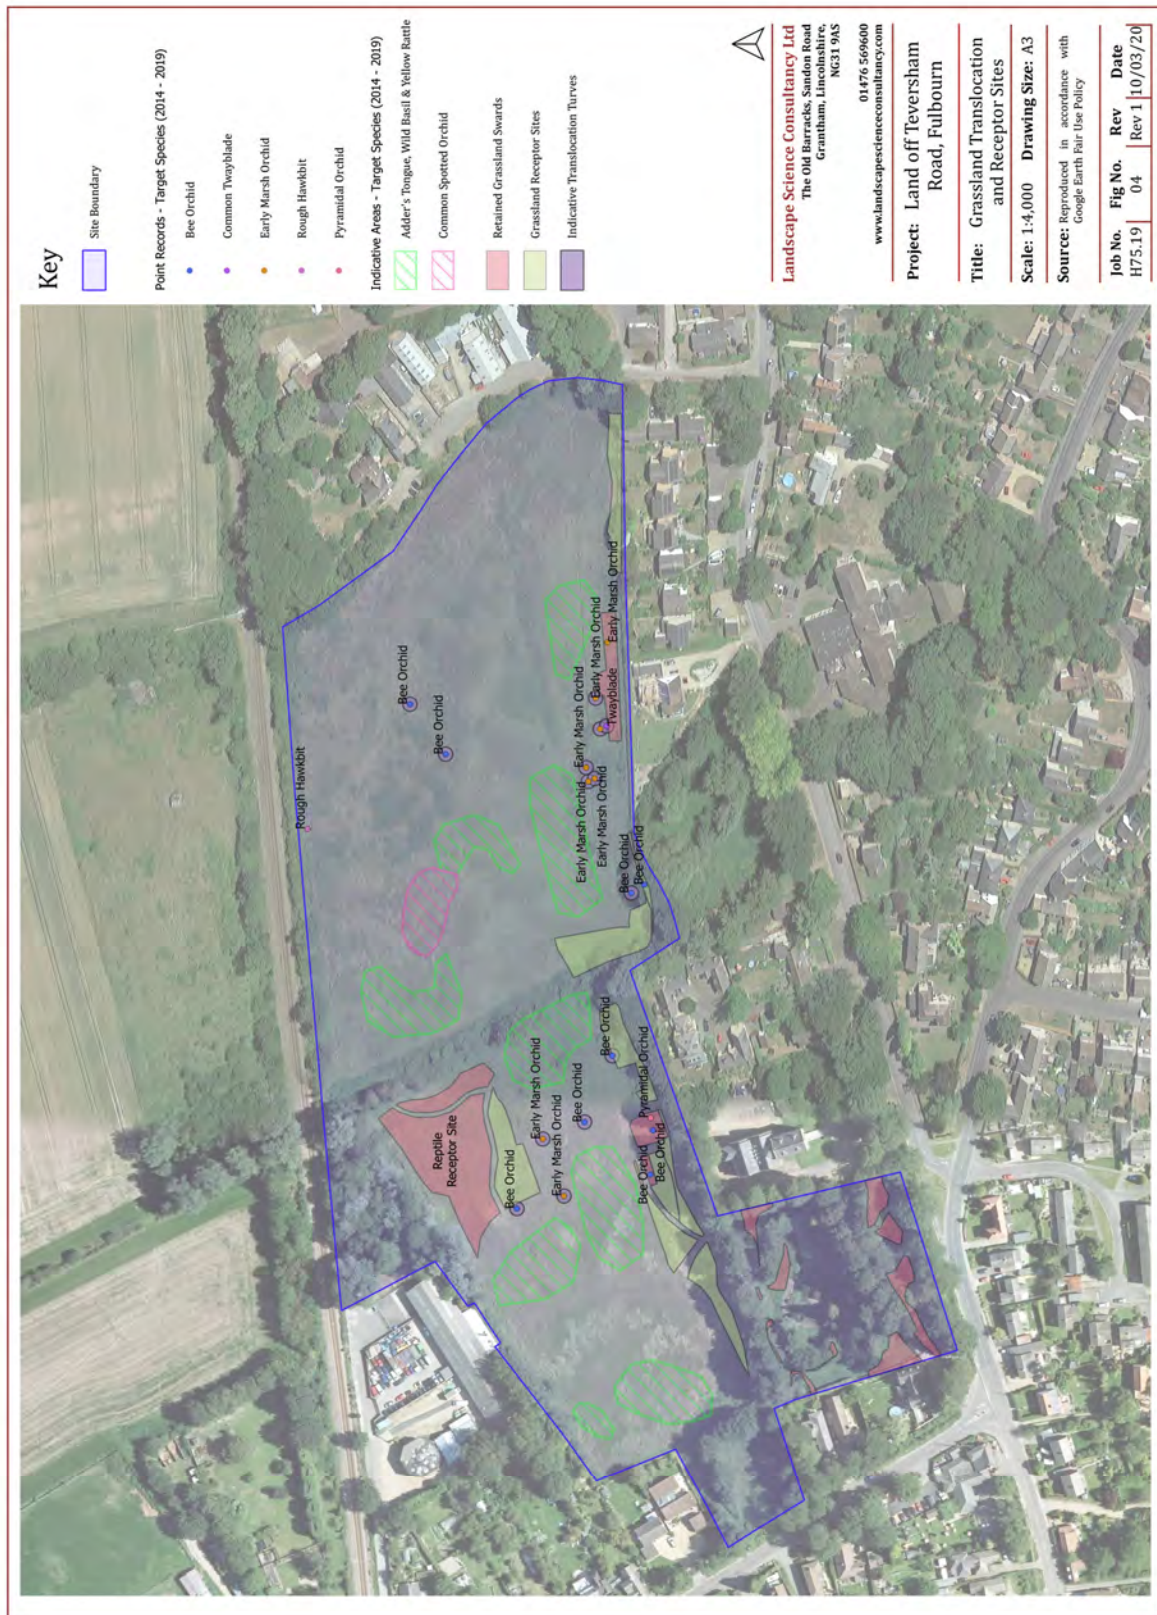 Key
Site Boundary
Point Records - Target Species (2014 - 2019)
Bee Orchid
Common Twayblade
Early Marsh Orchid
Rough Hawkbit
Pyramidal Orchid
Indicative Areas - Target Species (2014 - 2019)
Adder's Tongue, Wild Basil & Yellow Rattle
Common Spotted Orchid
Retained Grassland Swards
Grassland Receptor Sites
Indicative Translocation Turves
Landscape Science Consultancy Ltd
The Old Barracks, Sandon Road
Grantham, Lincolnshire,
NG31 9AS
01476 569600
www.landscapescienceconsultancy.com
Project: Land off Teversham
Road, Fulbourn
Title: Grassland Translocation
and Receptor Sites
Scale: 1:4,000 Drawing Size: A3
Source: Reproduced in accordance with
Google Earth Fair Use Policy
Job No. Fig No. Rev Date
H75.19 04 Rev 1 10/03/20
Rough Hawkbit
Bee Orchid
Bee Orchid
Reptile
Receptor Site
Bee Orchid
Early Marsh Orchid
Early Marsh Orchid
Bee Orchid
Bee Orchid
Bee Orchid
Bee Orchid
Pyramidal Orchid
Early Marsh Orchid
Early Marsh Orchid
Early Marsh Orchid
Bee Orchid
Bee Orchid
Early Marsh Orchid
Twayblade
Early Marsh Orchid